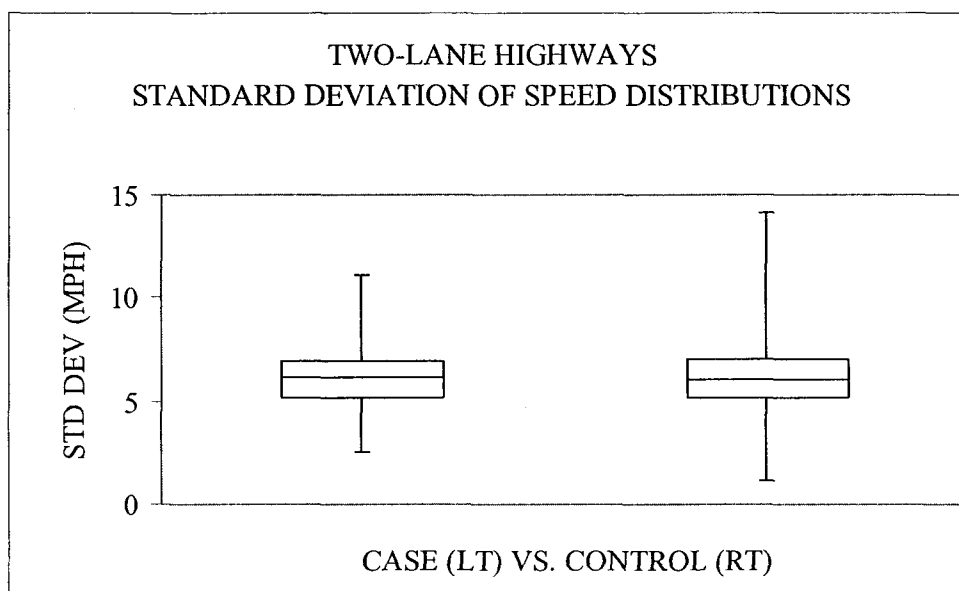 TWO-LANE HIGHWAYS
STANDARD DEVIATION OF SPEED DISTRIBUTIONS
STD DEV (MPH)
15
10
5
0
CASE (LT) VS. CONTROL (RT)